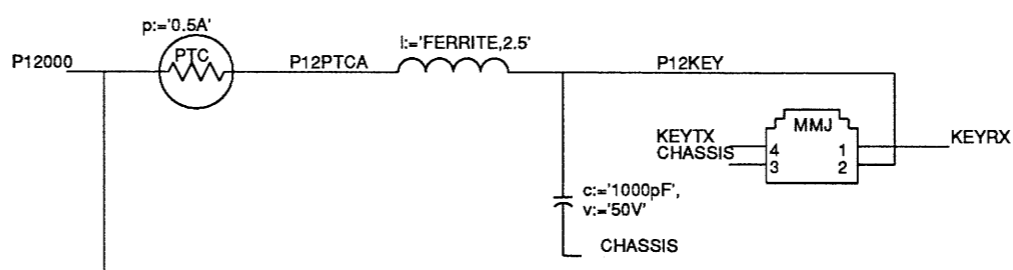 p:='0.5A'
P12000
PTC
P12PTCA
l:='FERRITE,2.5'
P12KEY
MMJ
KEYTX
4
1
KEYRX
CHASSIS
3
2
c:='1000pF',
v:='50V'
CHASSIS